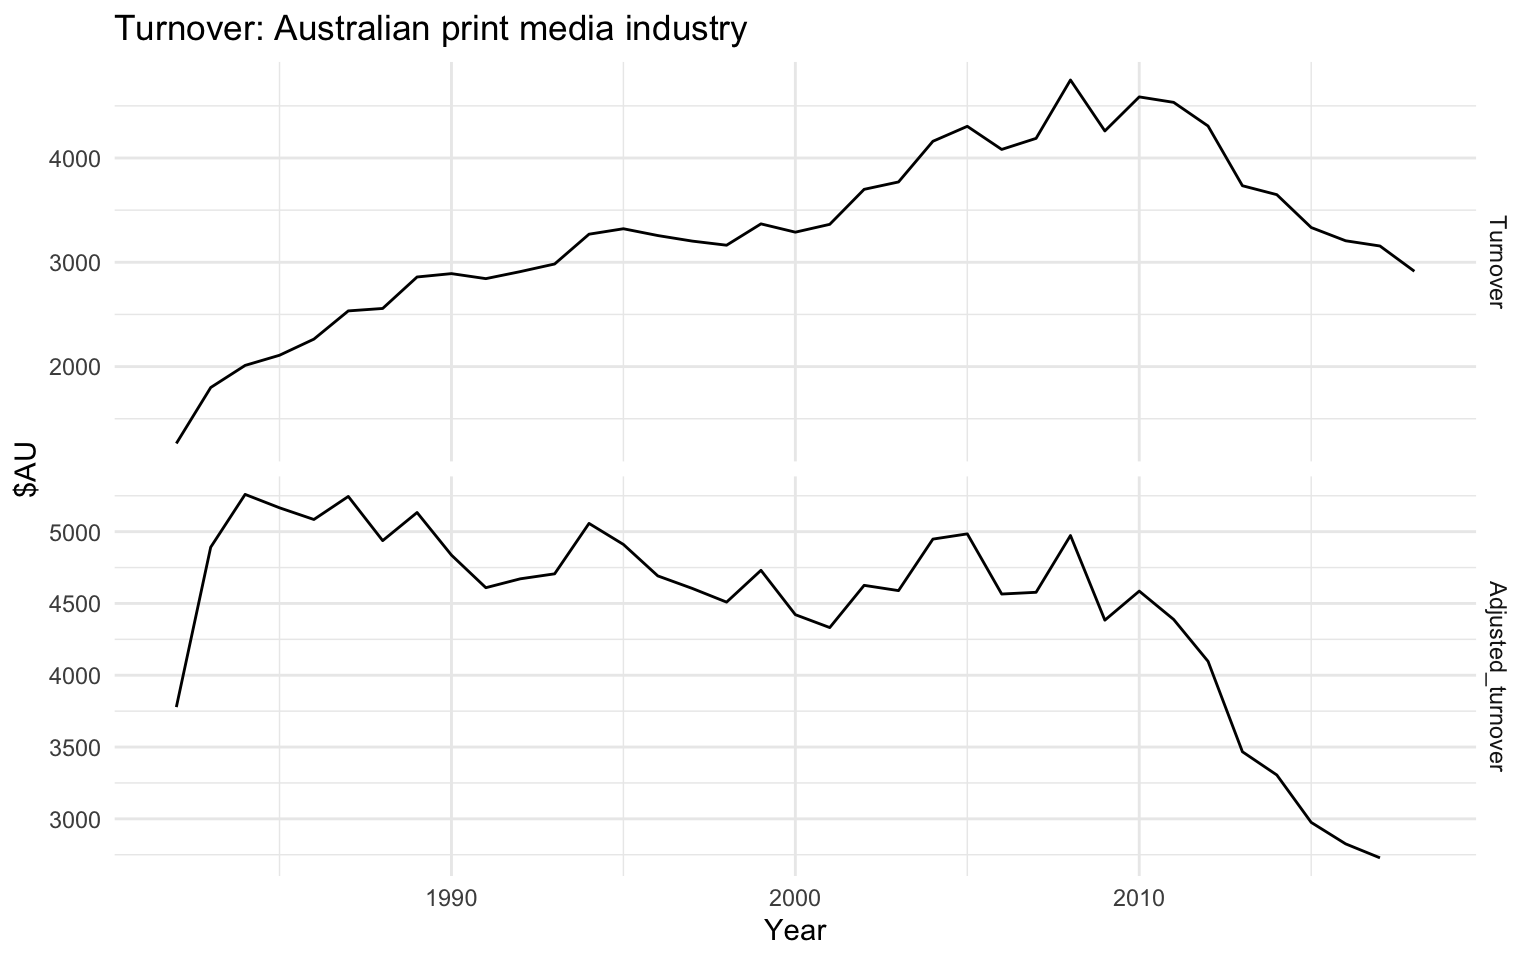 Turnover: Australian print media industry
4000
3000
2000
Turnover
$AU
5000
4500
4000
3500
3000
Adjusted_turnover
1990 2000 2010
Year